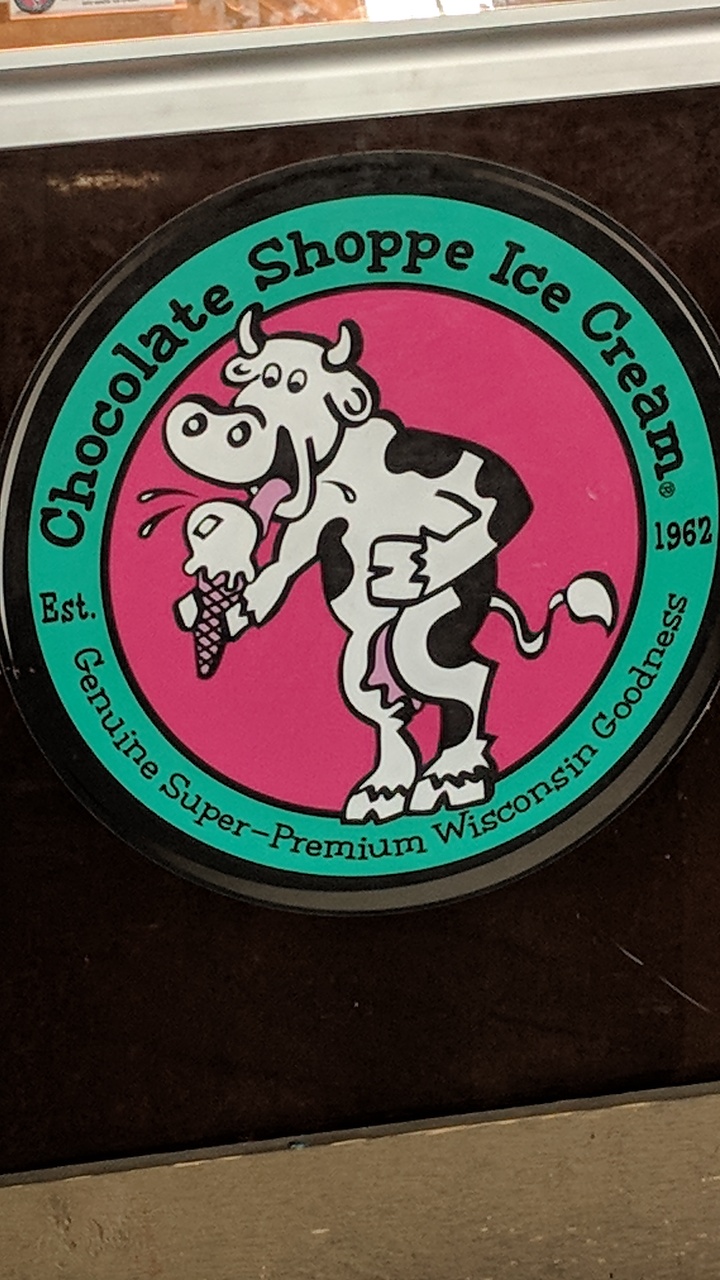 Chocolate Shoppe Ice Cream®
Est. 1962
Genuine Super-Premium Wisconsin Goodness